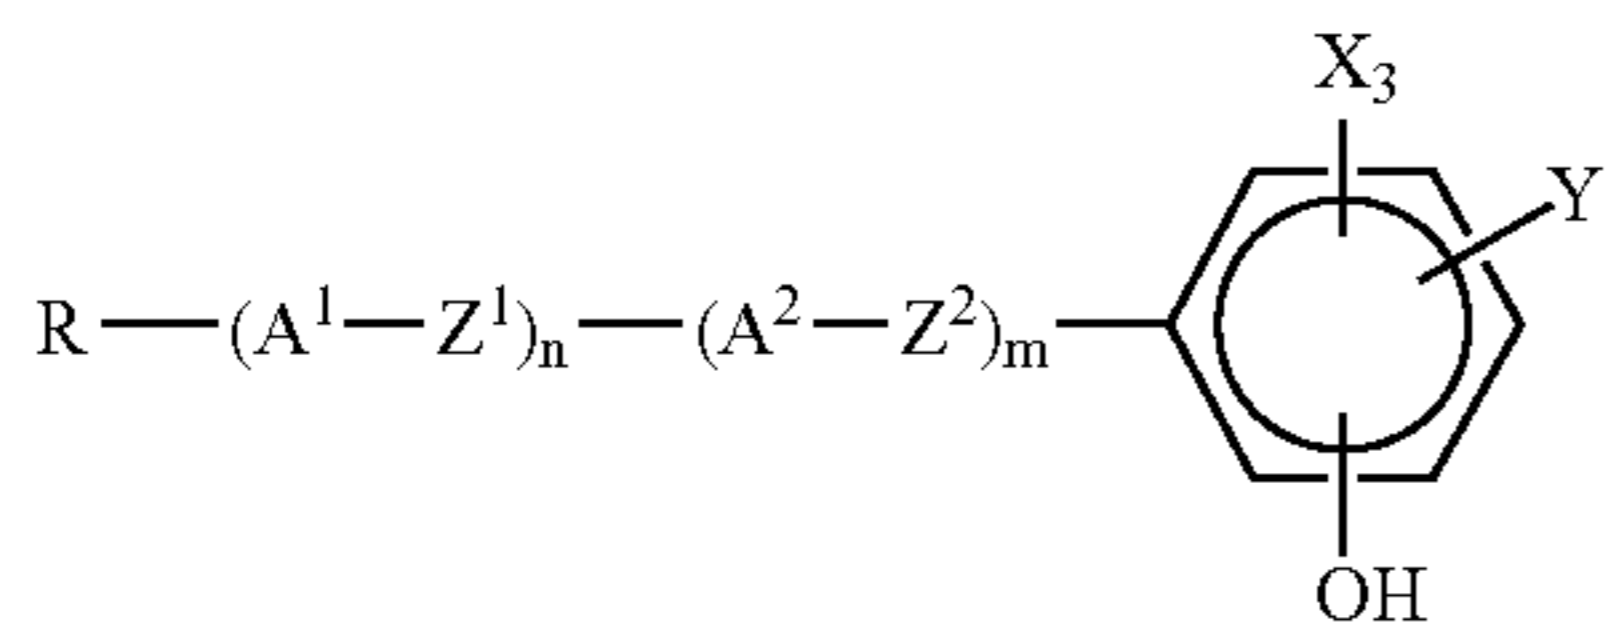 X₃
Y
R—(A¹—Z¹)ₙ—(A²—Z²)ₘ—
OH